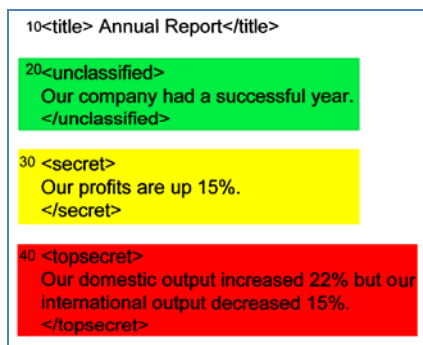 10<title> Annual Report</title>
20<unclassified>
Our company had a successful year.
</unclassified>
30 <secret>
Our profits are up 15%.
</secret>
40 <topsecret>
Our domestic output increased 22% but our
international output decreased 15%.
</topsecret>